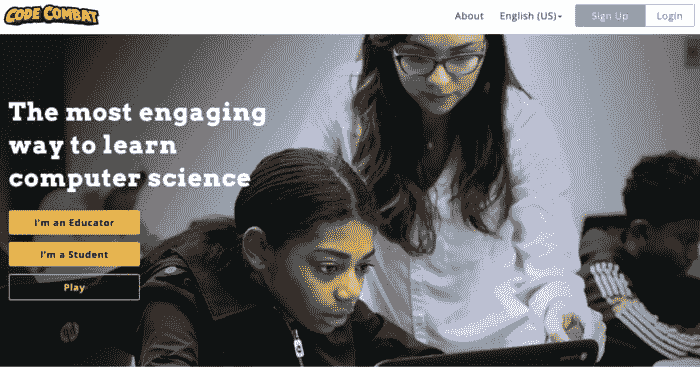 CODE COMBAT
About English (US) Sign Up Login
The most engaging
way to learn
computer science
I'm an Educator
I'm a Student
Play